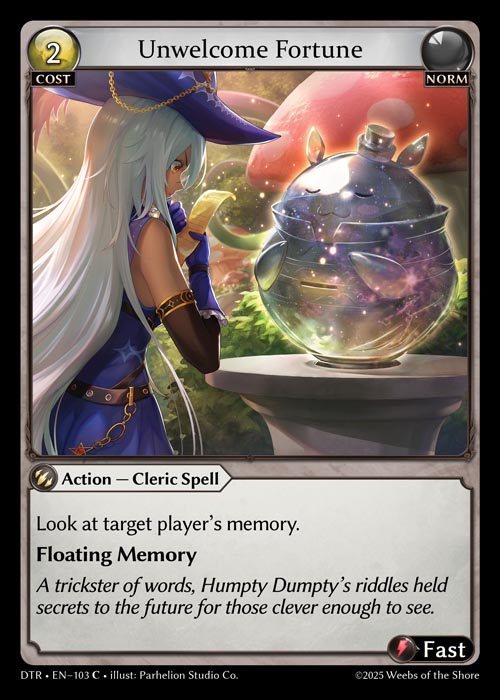 2
Unwelcome Fortune
COST
NORM
Action — Cleric Spell
Look at target player's memory.
Floating Memory
A trickster of words, Humpty Dumpty's riddles held
secrets to the future for those clever enough to see.
Fast
DTR • EN–103 C • illust: Parhelion Studio Co.
©2025 Weebs of the Shore